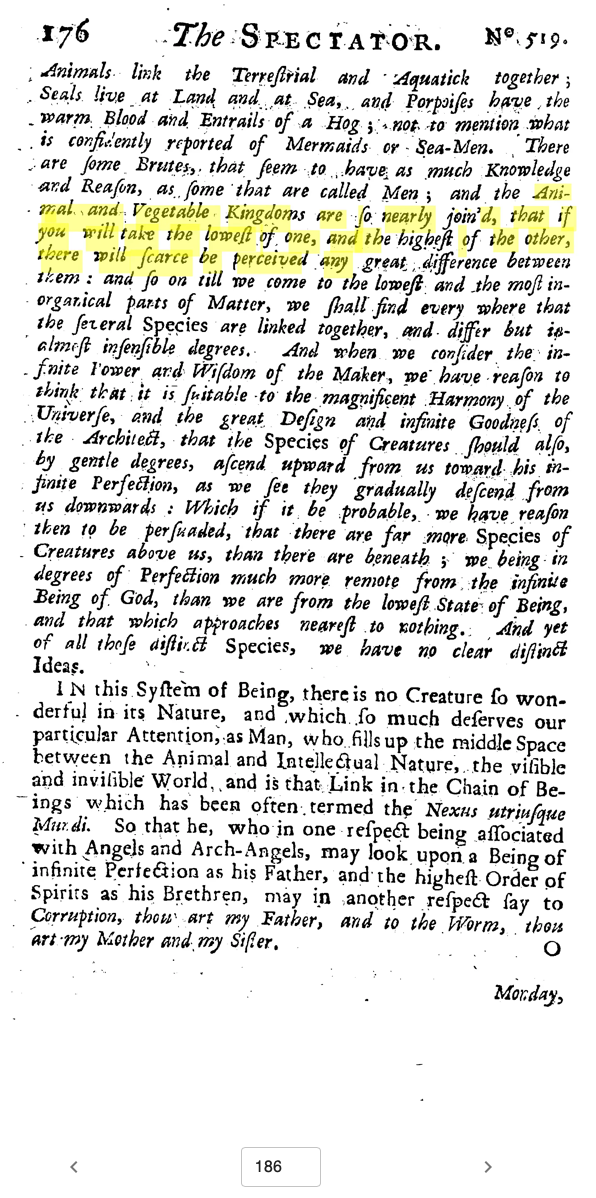 176 The SPECTATOR. Nº 519.
Animals link the Terreſtrial and Aquatick together ;
Seals live at Land and at Sea, and Porpoiſes have the
warm Blood and Entrails of a Hog ; not to mention what
is confidently reported of Mermaids or Sea-Men. There
are ſome Brutes, that ſeem to have as much Knowledge
and Reaſon, as ſome that are called Men ; and the Ani-
mal and Vegetable Kingdoms are ſo nearly join'd, that if
you will take the loweſt of one, and the higheſt of the other,
there will ſcarce be perceived any great difference between
them : and ſo on till we come to the loweſt and the moſt in-
organical parts of Matter, we ſhall find every where that
the ſeveral Species are linked together, and differ but in
almoſt inſenſible degrees. And when we conſider the in-
finite Power and Wiſdom of the Maker, we have reaſon to
think that it is ſuitable to the magnificent Harmony of the
Univerſe, and the great Deſign and infinite Goodneſs of
the Architect, that the Species of Creatures ſhould alſo,
by gentle degrees, aſcend upward from us toward his in-
finite Perfection, as we ſee they gradually deſcend from
us downwards : Which if it be probable, we have reaſon
then to be perſuaded, that there are far more Species of
Creatures above us, than there are beneath ; we being in
degrees of Perfection much more remote from the infinite
Being of God, than we are from the loweſt State of Being,
and that which approaches neareſt to nothing. And yet
of all thoſe diſtinct Species, we have no clear diſtinct
Ideas.
IN this Syſtem of Being, there is no Creature ſo won-
derful in its Nature, and which ſo much deſerves our
particular Attention, as Man, who fills up the middle Space
between the Animal and Intellectual Nature, the viſible
and inviſible World, and is that Link in the Chain of Be-
ings which has been often termed the Nexus utriuſque
Mundi. So that he, who in one reſpect being aſſociated
with Angels and Arch-Angels, may look upon a Being of
infinite Perfection as his Father, and the higheſt Order of
Spirits as his Brethren, may in another reſpect ſay to
Corruption, thou art my Father, and to the Worm, thou
art my Mother and my Siſter. O
Monday,
186